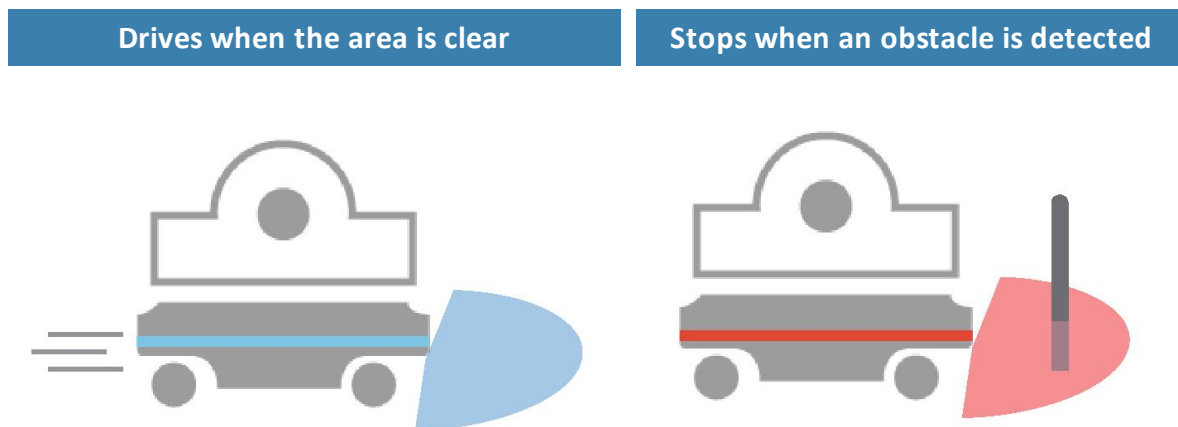 Drives when the area is clear
Stops when an obstacle is detected